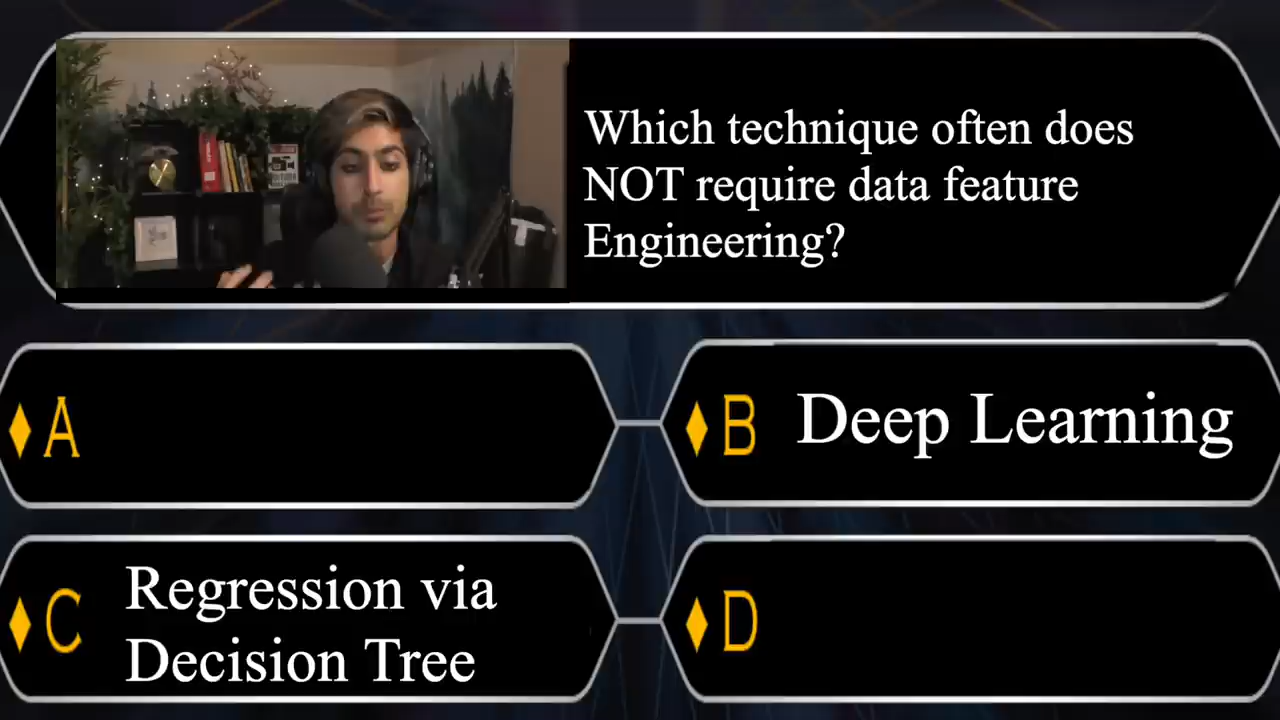 Which technique often does
NOT require data feature
Engineering?
A
B Deep Learning
C Regression via
Decision Tree
D